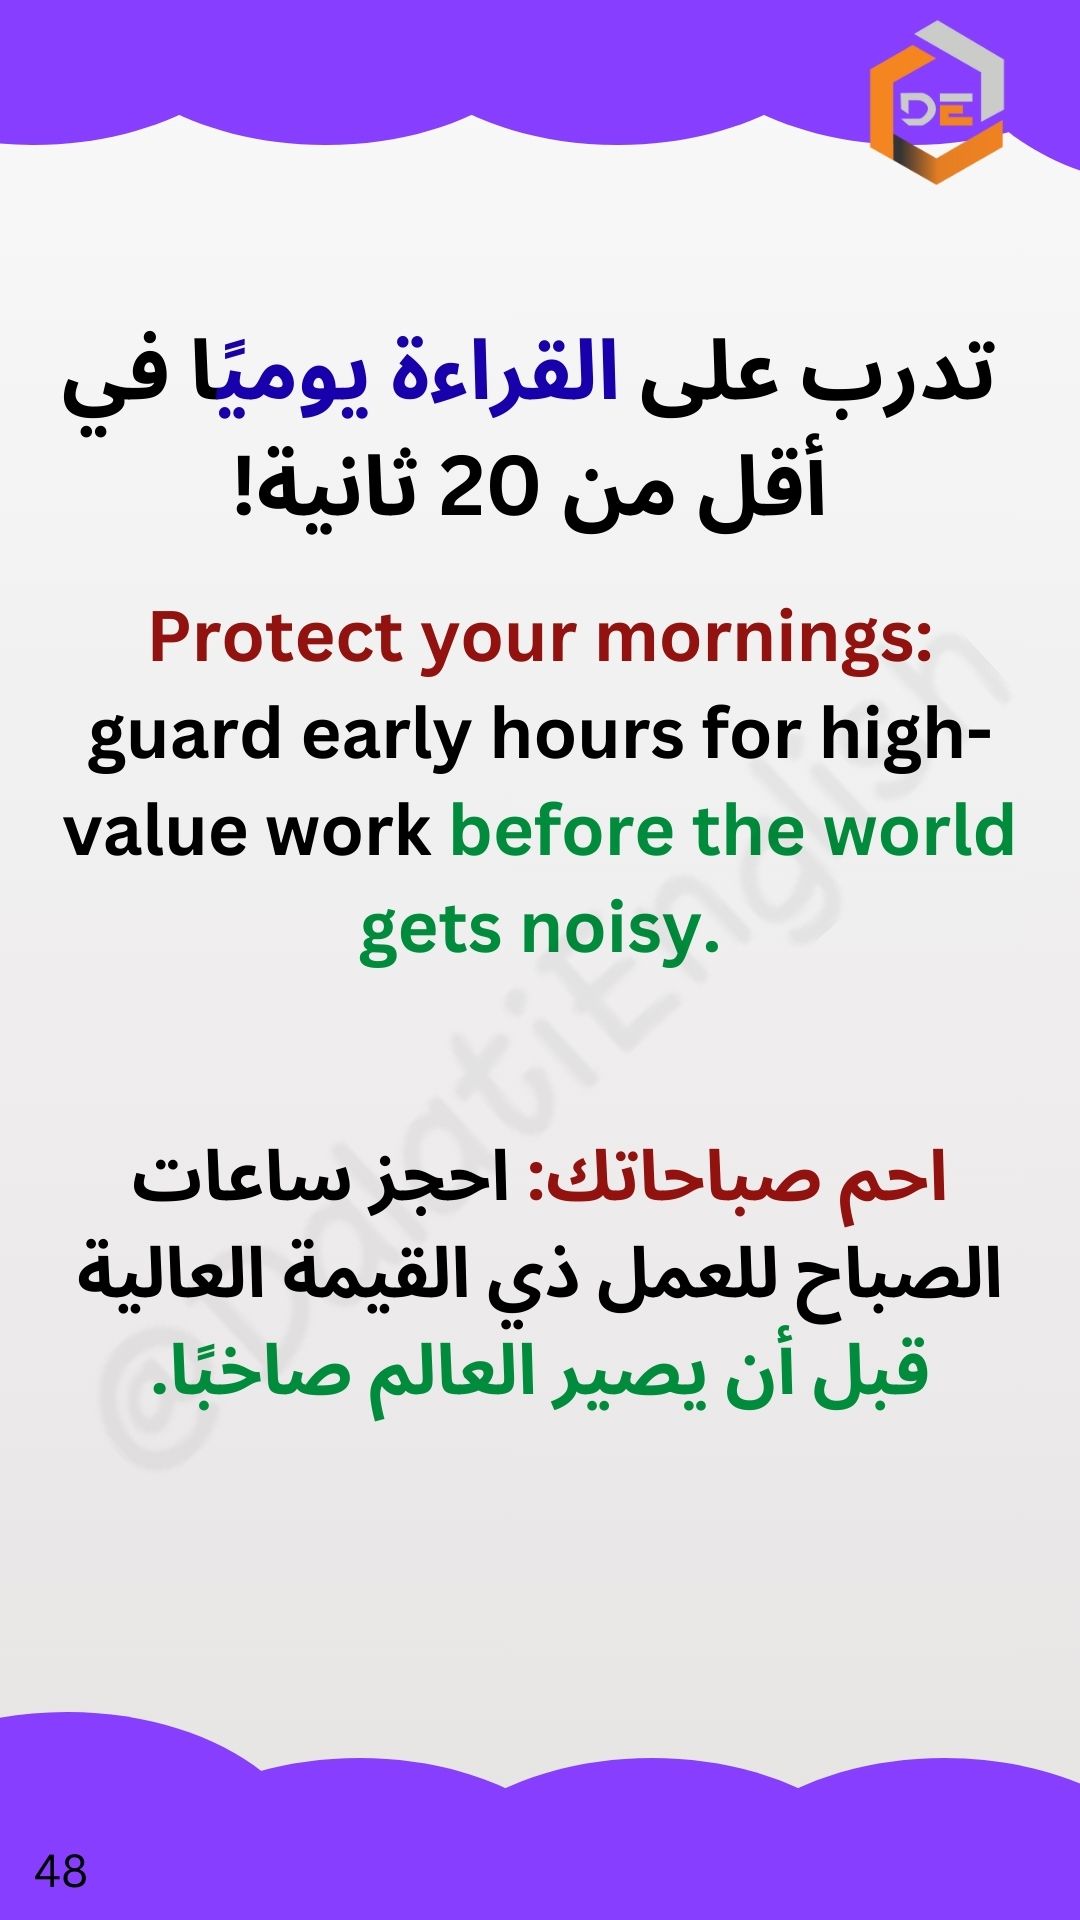 DE
تدرب على القراءة يوميًا في
أقل من 20 ثانية!
Protect your mornings:
guard early hours for high-
value work before the world
gets noisy.
احم صباحاتك: احجز ساعات
الصباح للعمل ذي القيمة العالية
قبل أن يصير العالم صاخبًا.
@DalatiEnglish
48